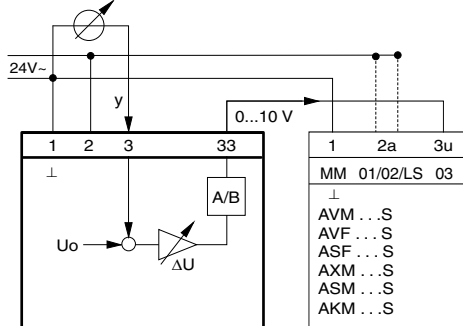 24V~
y
0...10 V
1 2 3 33
⊥
A/B
Uo
ΔU
1 2a 3u
MM 01/02/LS 03
⊥
AVM . . .S
AVF . . .S
ASF . . .S
AXM . . .S
ASM . . .S
AKM . . .S